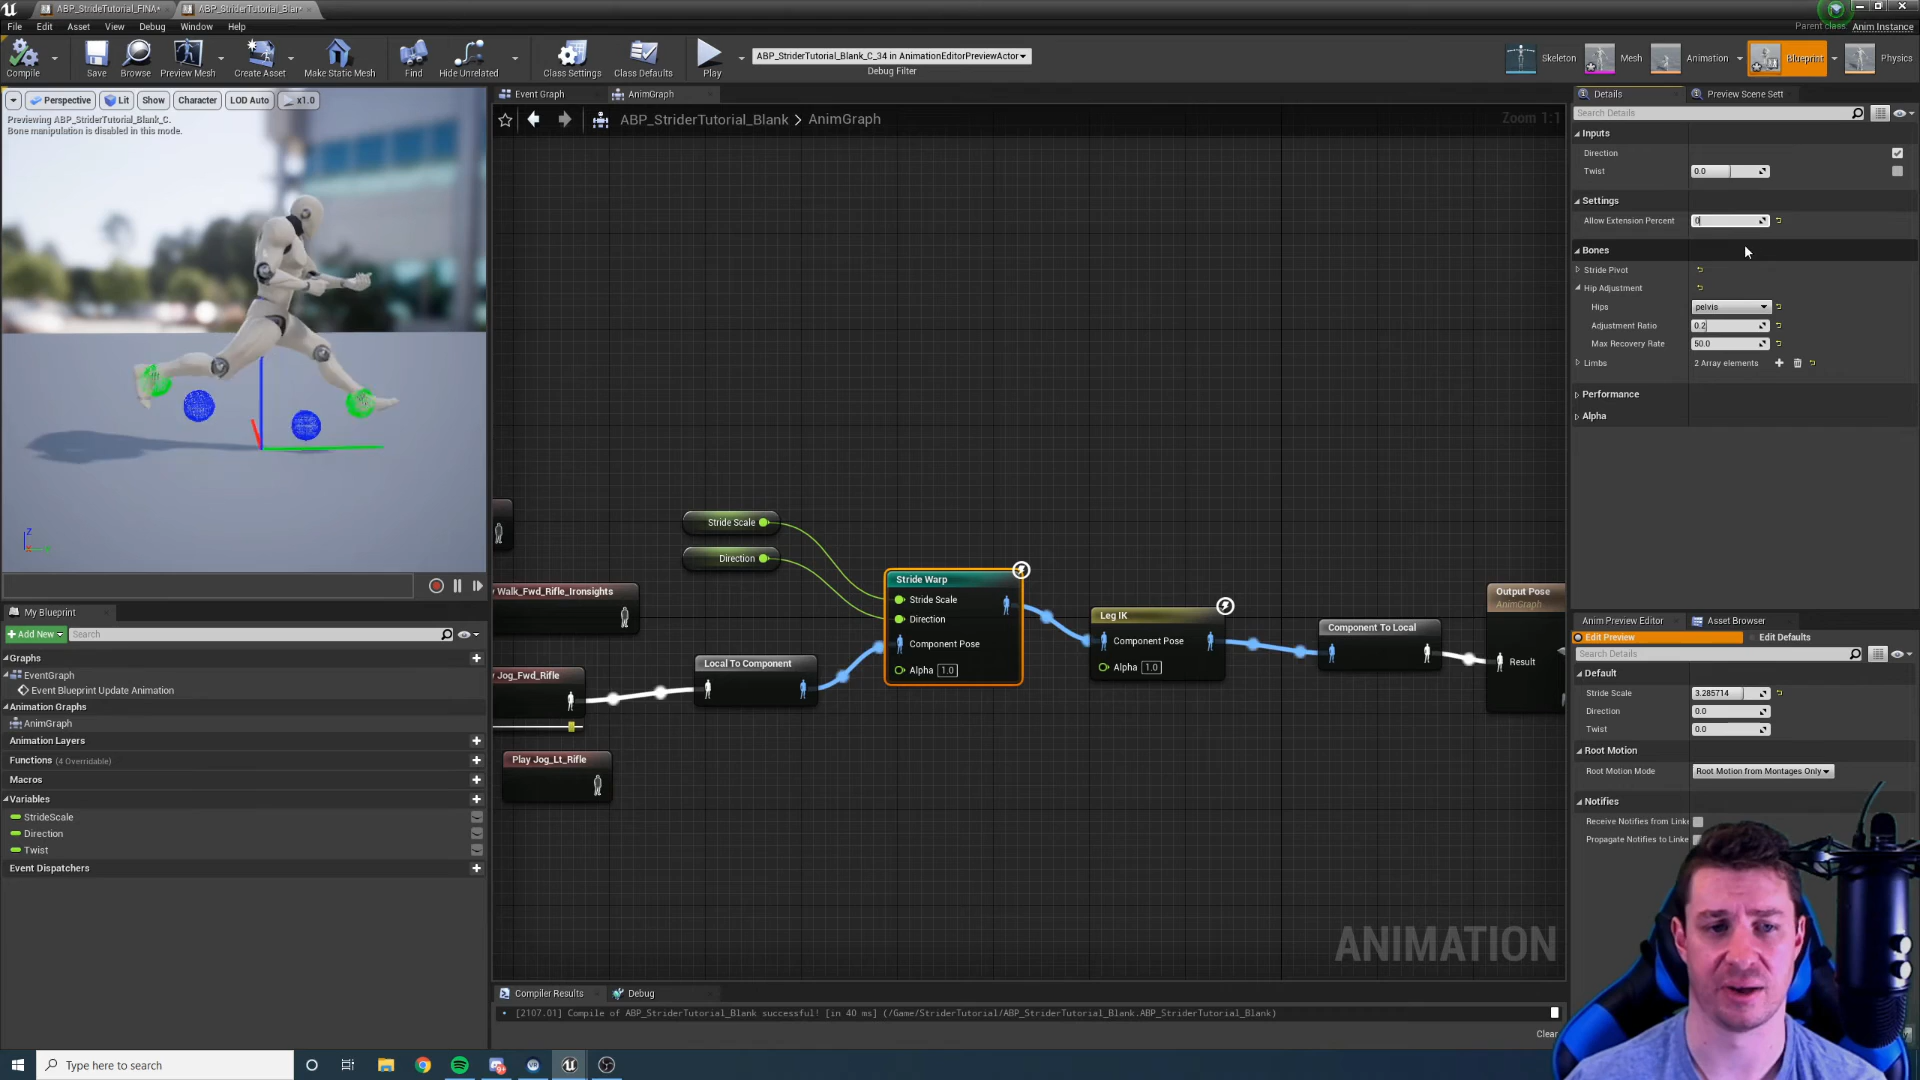 ABP_StrideTutorial_FINA*
ABP_StriderTutorial_Blar*
Parent class:
File Edit Asset View Debug Window Help
Anim Instance
Compile Save Browse Preview Mesh Create Asset Make Static Mesh Find Hide Unrelated Class Settings Class Defaults Play
ABP_StriderTutorial_Blank_C_34 in AnimationEditorPreviewActor
Debug Filter
Skeleton Mesh Animation Blueprint Physics
Event Graph AnimGraph
Details Preview Scene Sett
Perspective Lit Show Character LOD Auto x1.0
Previewing ABP_StriderTutorial_Blank_C.
Bone manipulation is disabled in this mode.
ABP_StriderTutorial_Blank > AnimGraph
Zoom 1:1
Search Details
Inputs
Direction
Twist 0.0
Settings
Allow Extension Percent 0
Bones
Stride Pivot
Hip Adjustment
Hips pelvis
Adjustment Ratio 0.2
Max Recovery Rate 50.0
Limbs 2 Array elements
Performance
Alpha
Stride Scale
Direction
Walk_Fwd_Rifle_Ironsights
Jog_Fwd_Rifle
Play Jog_Lt_Rifle
Local To Component
Stride Warp
Stride Scale
Direction
Component Pose
Alpha 1.0
Leg IK
Component Pose
Alpha 1.0
Component To Local
Output Pose
AnimGraph
Result
ANIMATION
My Blueprint
Add New Search
Graphs
EventGraph
Event Blueprint Update Animation
Animation Graphs
AnimGraph
Animation Layers
Functions (4 Overridable)
Macros
Variables
StrideScale
Direction
Twist
Event Dispatchers
Anim Preview Editor Asset Browser
Edit Preview Edit Defaults
Search Details
Default
Stride Scale 3.285714
Direction 0.0
Twist 0.0
Root Motion
Root Motion Mode Root Motion from Montages Only
Notifies
Receive Notifies from Linke
Propagate Notifies to Linke
Compiler Results Debug
[2107.01] Compile of ABP_StriderTutorial_Blank successful! [in 40 ms] (/Game/StriderTutorial/ABP_StriderTutorial_Blank.ABP_StriderTutorial_Blank)
Clear
Type here to search